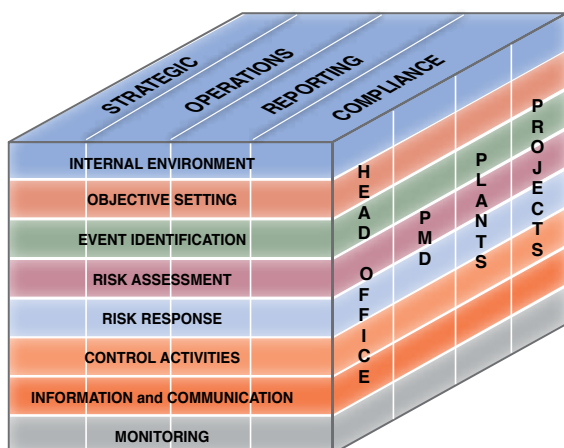 STRATEGIC
OPERATIONS
REPORTING
COMPLIANCE
INTERNAL ENVIRONMENT
OBJECTIVE SETTING
EVENT IDENTIFICATION
RISK ASSESSMENT
RISK RESPONSE
CONTROL ACTIVITIES
INFORMATION and COMMUNICATION
MONITORING
HEAD OFFICE
PMD
PLANTS
PROJECTS